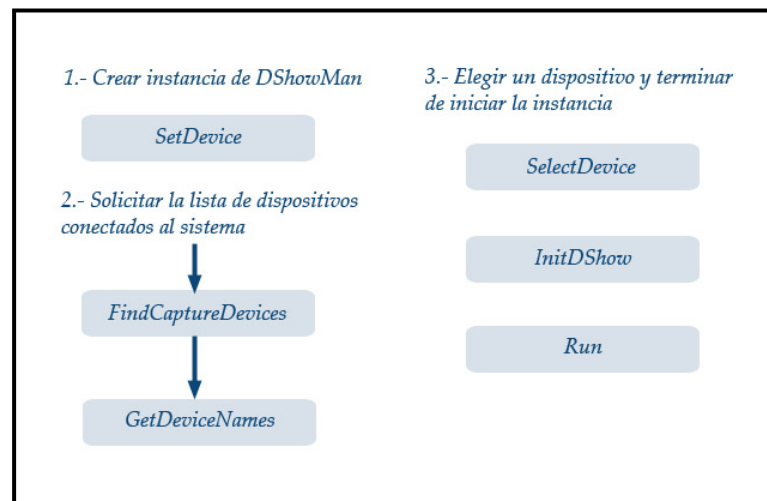 1.- Crear instancia de DShowMan
SetDevice
2.- Solicitar la lista de dispositivos
conectados al sistema
FindCaptureDevices
GetDeviceNames
3.- Elegir un dispositivo y terminar
de iniciar la instancia
SelectDevice
InitDShow
Run